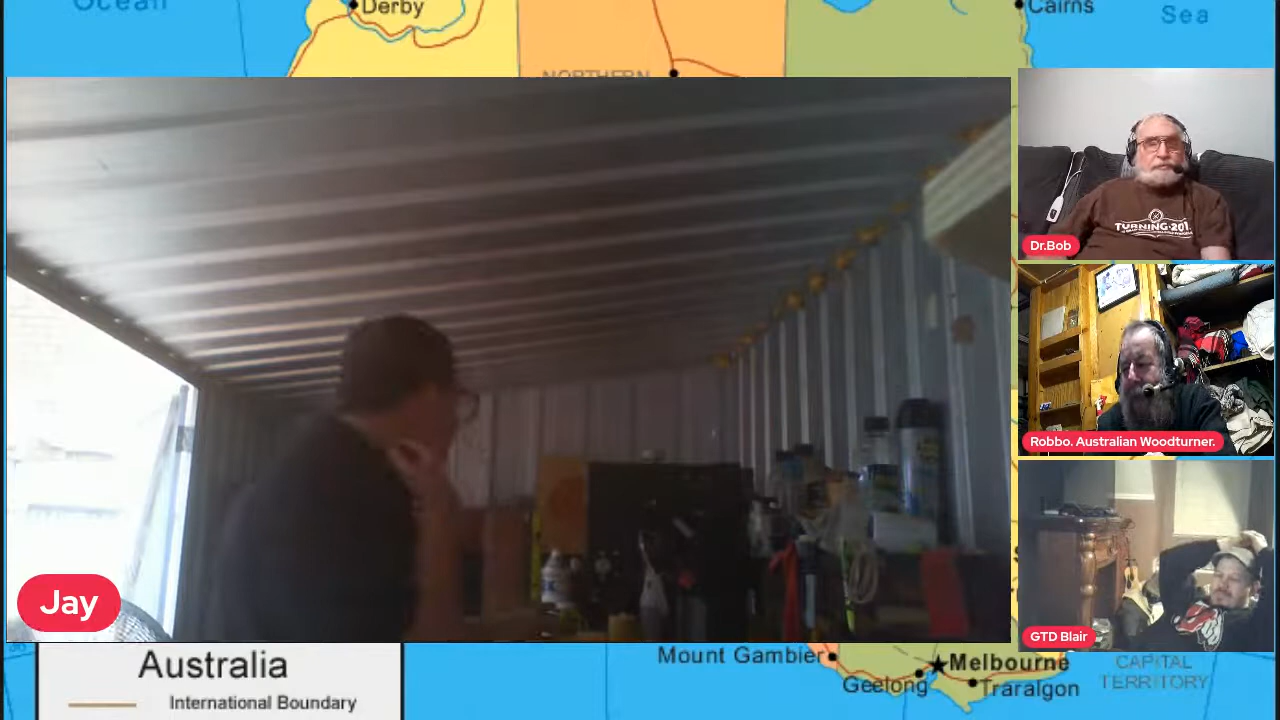 Ocean
Derby
Cairns
Sea
NORTHERN
TURNING·201
Dr.Bob
Robbo. Australian Woodturner.
Jay
GTD Blair
Australia
International Boundary
Mount Gambier
Melbourne
Geelong
Traralgon
CAPITAL
TERRITORY